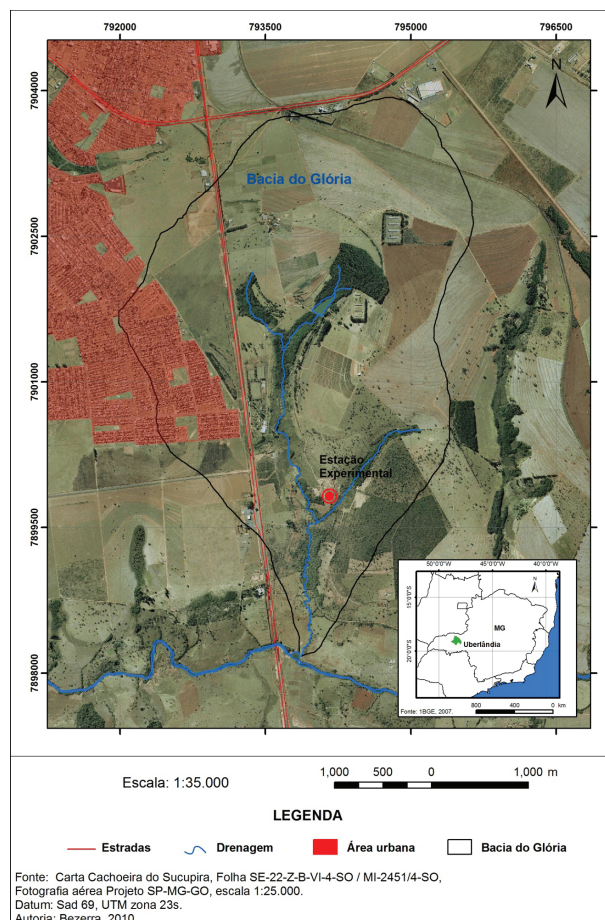 792000 793500 795000 796500
7904000
N
Bacia do Glória
7902500
7901000
Estação
Experimental
7899500
7898000
50°0'0"W 45°0'0"W 40°0'0"W
15°0'0"S
20°0'0"S
N
MG
Uberlândia
Fonte: 1BGE, 2007.
800 400 0 km
Escala: 1:35.000
1,000 500 0 1,000 m
LEGENDA
Estradas Drenagem Área urbana Bacia do Glória
Fonte: Carta Cachoeira do Sucupira, Folha SE-22-Z-B-VI-4-SO / MI-2451/4-SO,
Fotografia aérea Projeto SP-MG-GO, escala 1:25.000.
Datum: Sad 69, UTM zona 23s.
Autoria: Bezerra, 2010